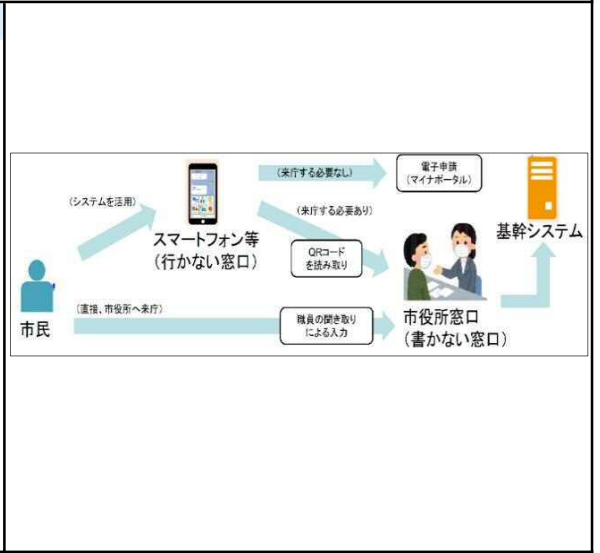 (来庁する必要なし)
電子申請
(マイナポータル)
(システムを活用)
(来庁する必要あり)
スマートフォン等
(行かない窓口)
QRコード
を読み取り
基幹システム
(直接、市役所へ来庁)
市民
職員の聞き取り
による入力
市役所窓口
(書かない窓口)